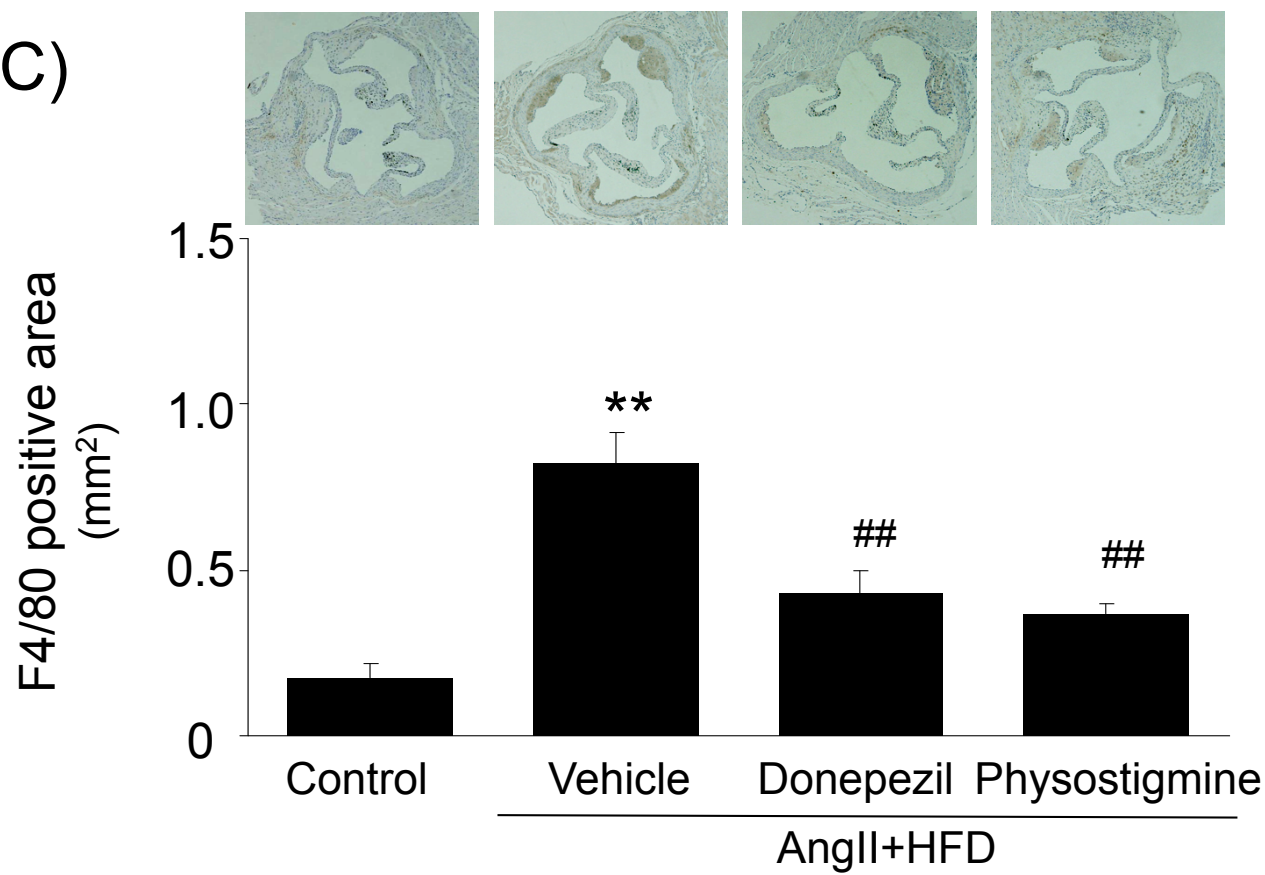 C)
F4/80 positive area
(mm²)
1.5
1.0
0.5
0
**
##
##
Control
Vehicle
Donepezil
Physostigmine
AngII+HFD